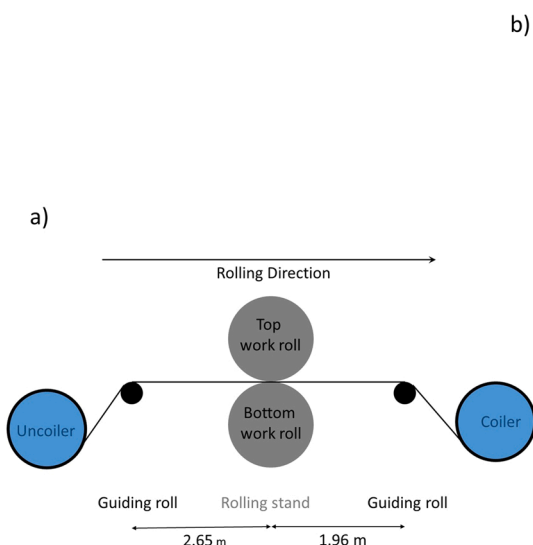 b)
a)
Rolling Direction
Top
work roll
Bottom
work roll
Uncoiler
Coiler
Guiding roll Rolling stand Guiding roll
2.65 m 1.96 m